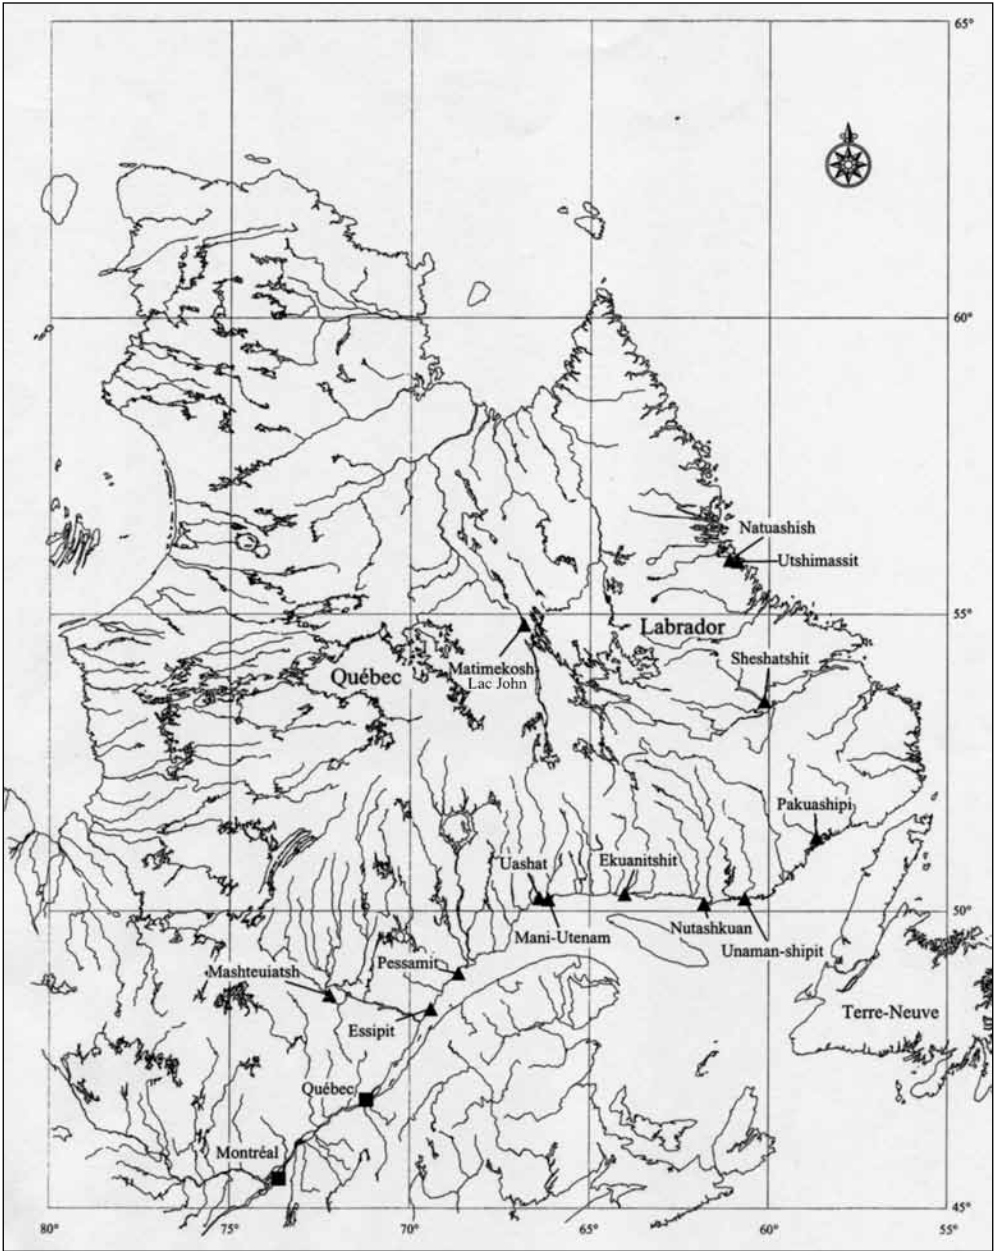 65°
60°
Natuashish
Utshimassit
55°
Labrador
Matimekosh
Lac John
Québec
Sheshatshit
Pakuashipi
Uashat
Ekuanitshit
50°
Mani-Utenam
Nutashkuan
Unaman-shipit
Pessamit
Mashteuiatsh
Essipit
Terre-Neuve
Québec
Montréal
45°
80°
75°
70°
65°
60°
55°